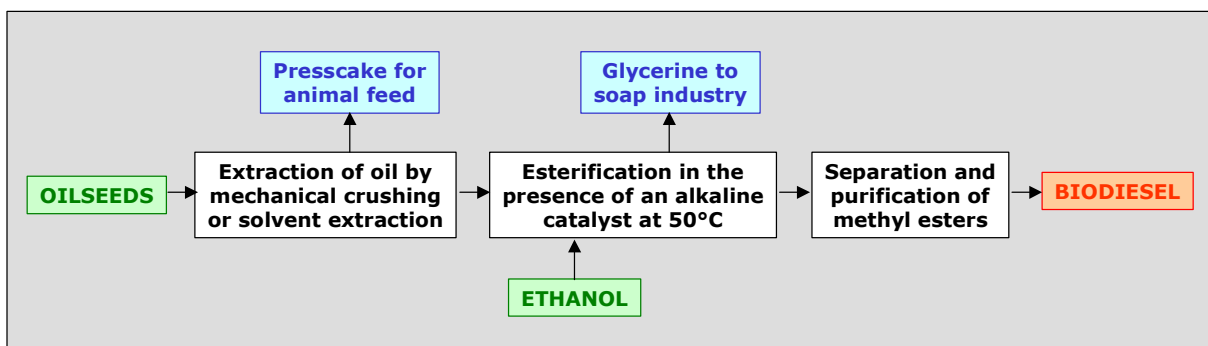 Presscake for
animal feed
Glycerine to
soap industry
OILSEEDS
Extraction of oil by
mechanical crushing
or solvent extraction
Esterification in the
presence of an alkaline
catalyst at 50°C
Separation and
purification of
methyl esters
BIODIESEL
ETHANOL